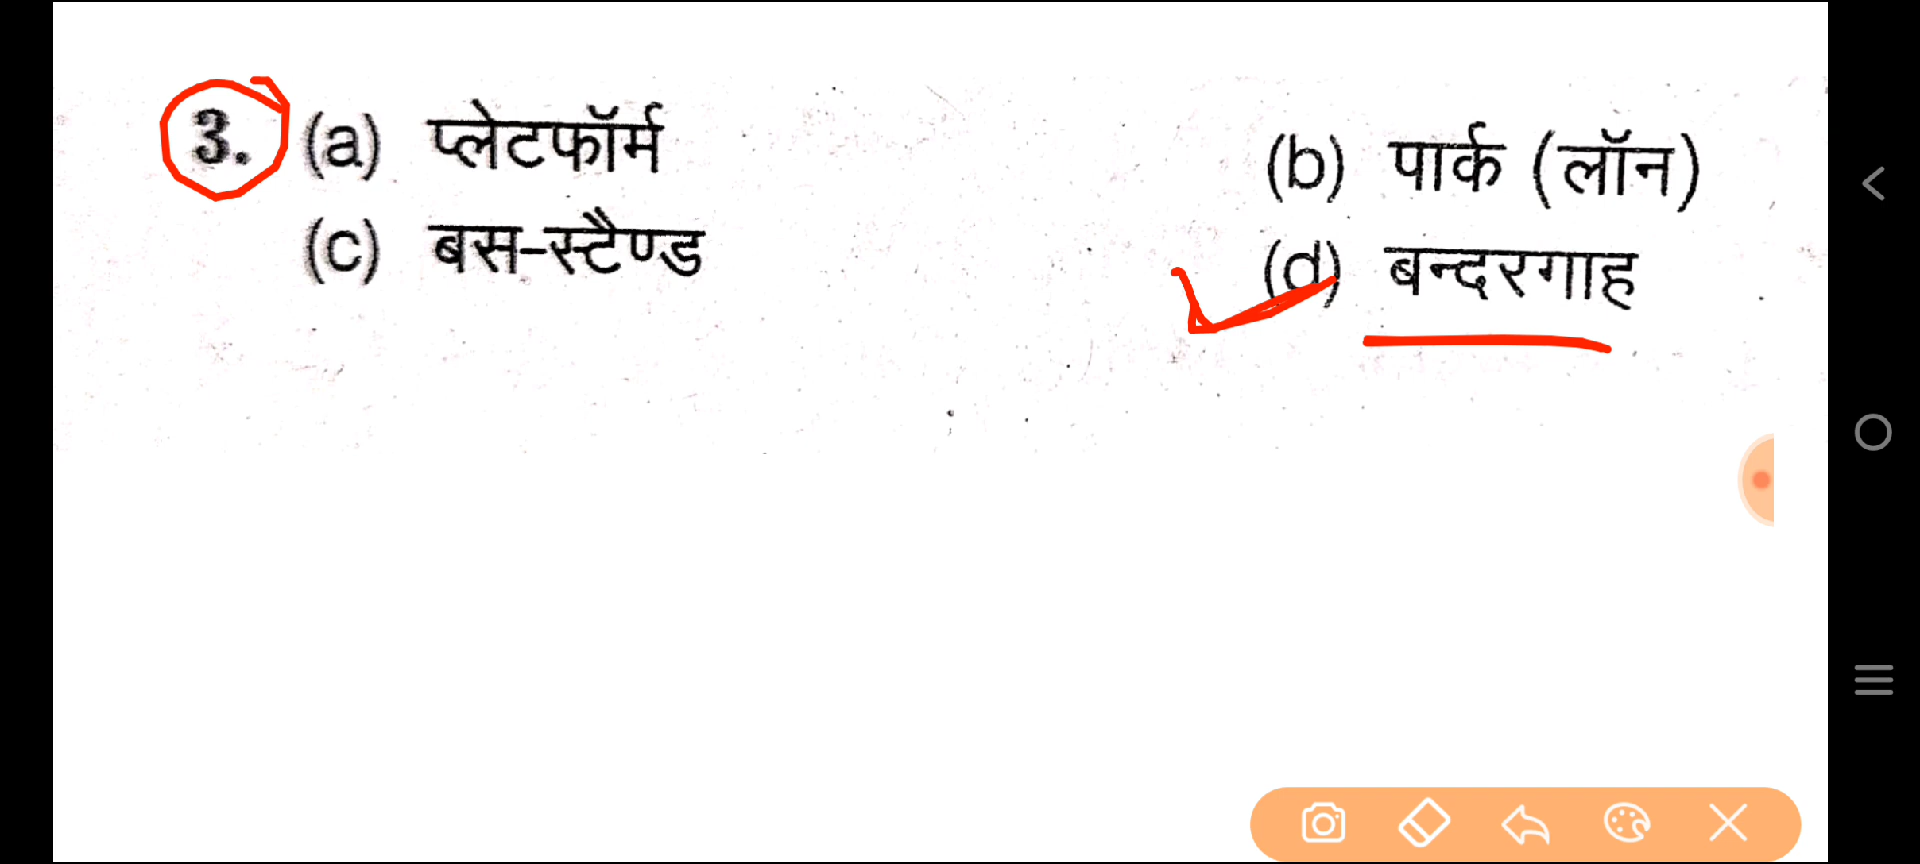 3. (a) प्लेटफॉर्म (b) पार्क (लॉन)
(c) बस-स्टैण्ड (d) बन्दरगाह